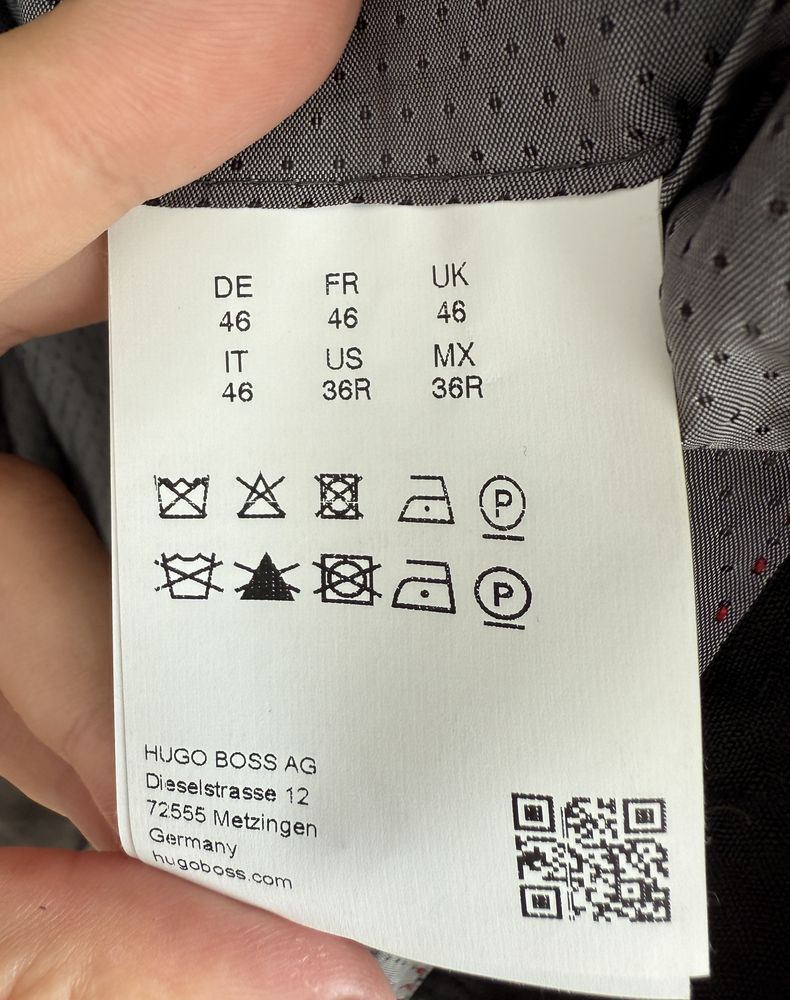 DE FR UK
46 46 46
IT US MX
46 36R 36R
P
P
HUGO BOSS AG
Dieselstrasse 12
72555 Metzingen
Germany
hugoboss.com